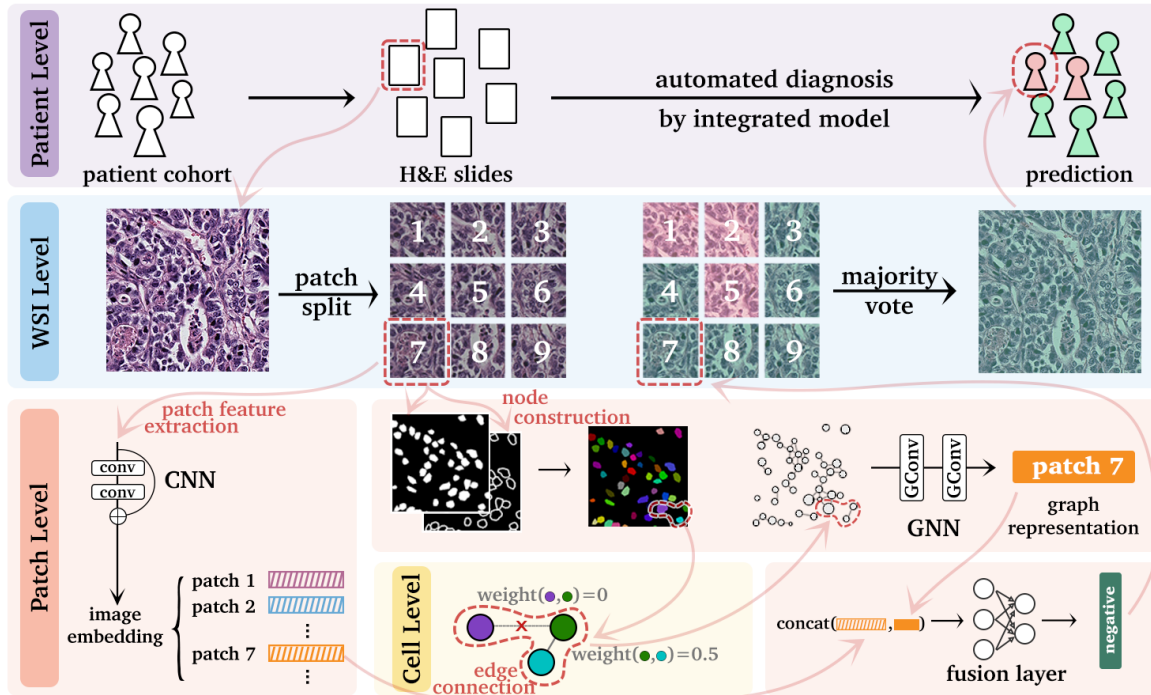 Patient Level
patient cohort
H&E slides
automated diagnosis
by integrated model
prediction
WSI Level
patch
split
1 2 3
4 5 6
7 8 9
1 2 3
4 5 6
7 8 9
majority
vote
Patch Level
patch feature
extraction
conv
conv
CNN
image
embedding
patch 1
patch 2
...
patch 7
...
node
construction
GConv
GConv
GNN
patch 7
graph
representation
Cell Level
weight( , )=0
x
weight( , )=0.5
edge
connection
concat( , )
fusion layer
negative